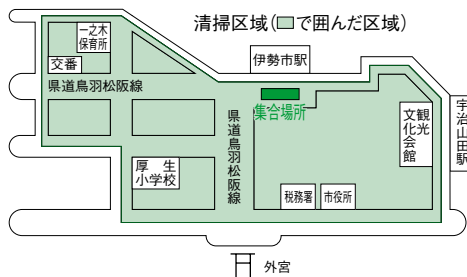 清掃区域(□で囲んだ区域)
一之木
保育所
交番
県道鳥羽松阪線
伊勢市駅
集合場所
県道鳥羽松阪線
観光
文化会館
宇治山田駅
厚生
小学校
税務署
市役所
外宮